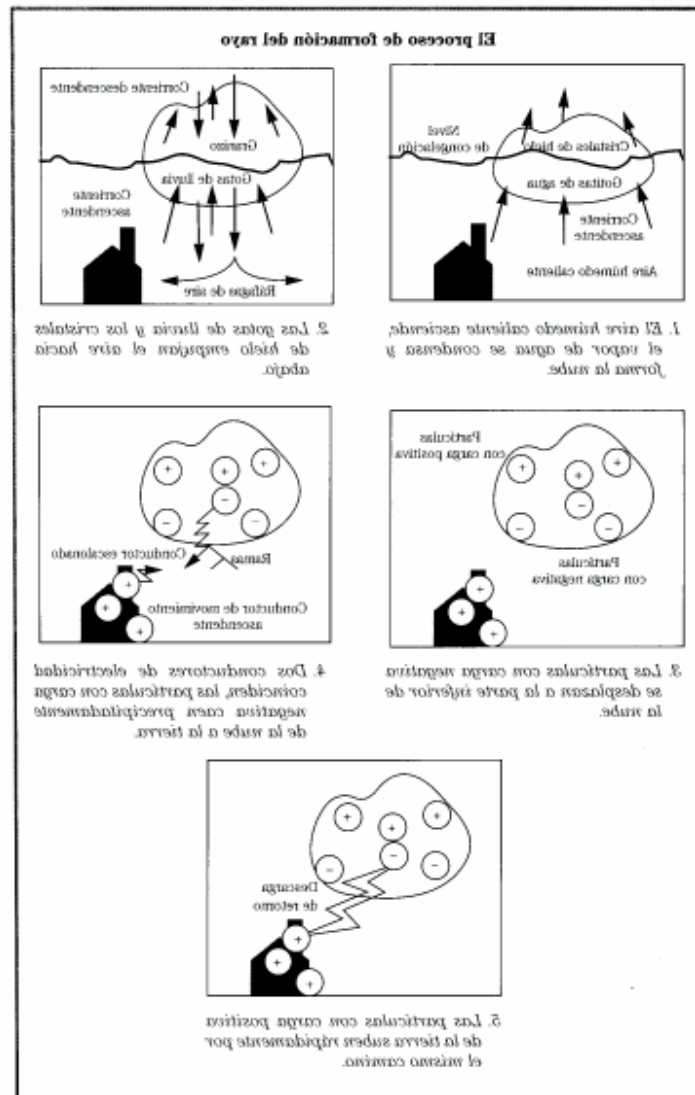 El proceso de formación del rayo
Nivel
de congelación
Cristales de hielo
Gotitas de agua
Corriente
ascendente
Aire húmedo caliente
1. El aire húmedo caliente asciende,
el vapor de agua se condensa y
forma la nube.
Corriente descendente
Granizo
Gotas de lluvia
Corriente
ascendente
Ráfagas de aire
2. Las gotas de lluvia y los cristales
de hielo empujan el aire hacia
abajo.
Partículas
con carga positiva
Partículas
con carga negativa
3. Las partículas con carga negativa
se desplazan a la parte inferior de
la nube.
Ramas
Conductor escalonado
Conductor de movimiento
ascendente
4. Dos conductores de electricidad
coinciden, las partículas con carga
negativa caen precipitadamente
de la nube a la tierra.
Descarga
de retorno
5. Las partículas con carga positiva
de la tierra suben rápidamente por
el mismo camino.